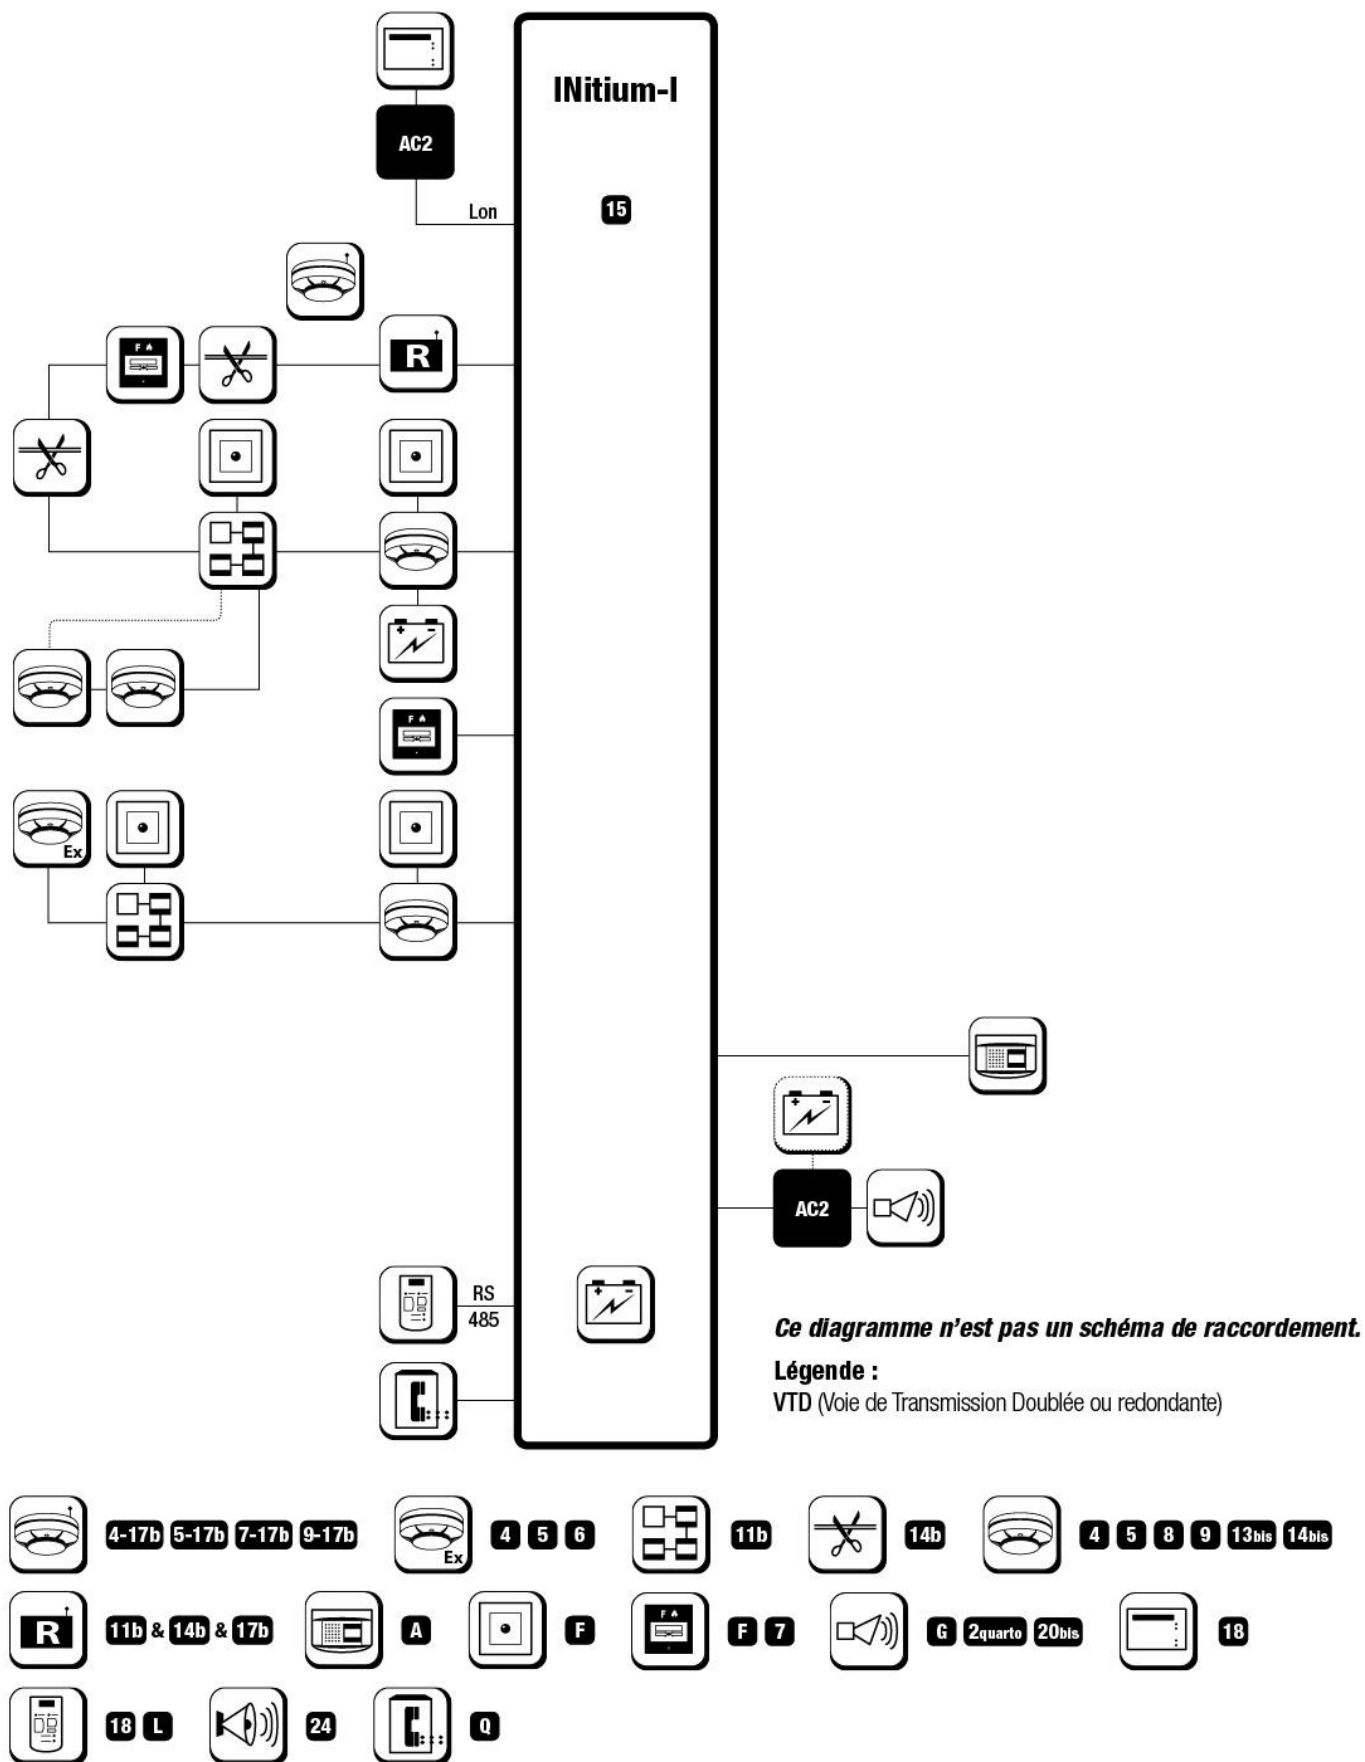 INitium-I
AC2
15
Lon
R
F
F
Ex
AC2
RS
485
Ce diagramme n'est pas un schéma de raccordement.
Légende :
VTD (Voie de Transmission Doublée ou redondante)
4-17b 5-17b 7-17b 9-17b Ex 4 5 6 11b 14b 4 5 8 9 13bis 14bis
R 11b & 14b & 17b A F F F 7 G 2quarto 20bis 18
18 L 24 Q